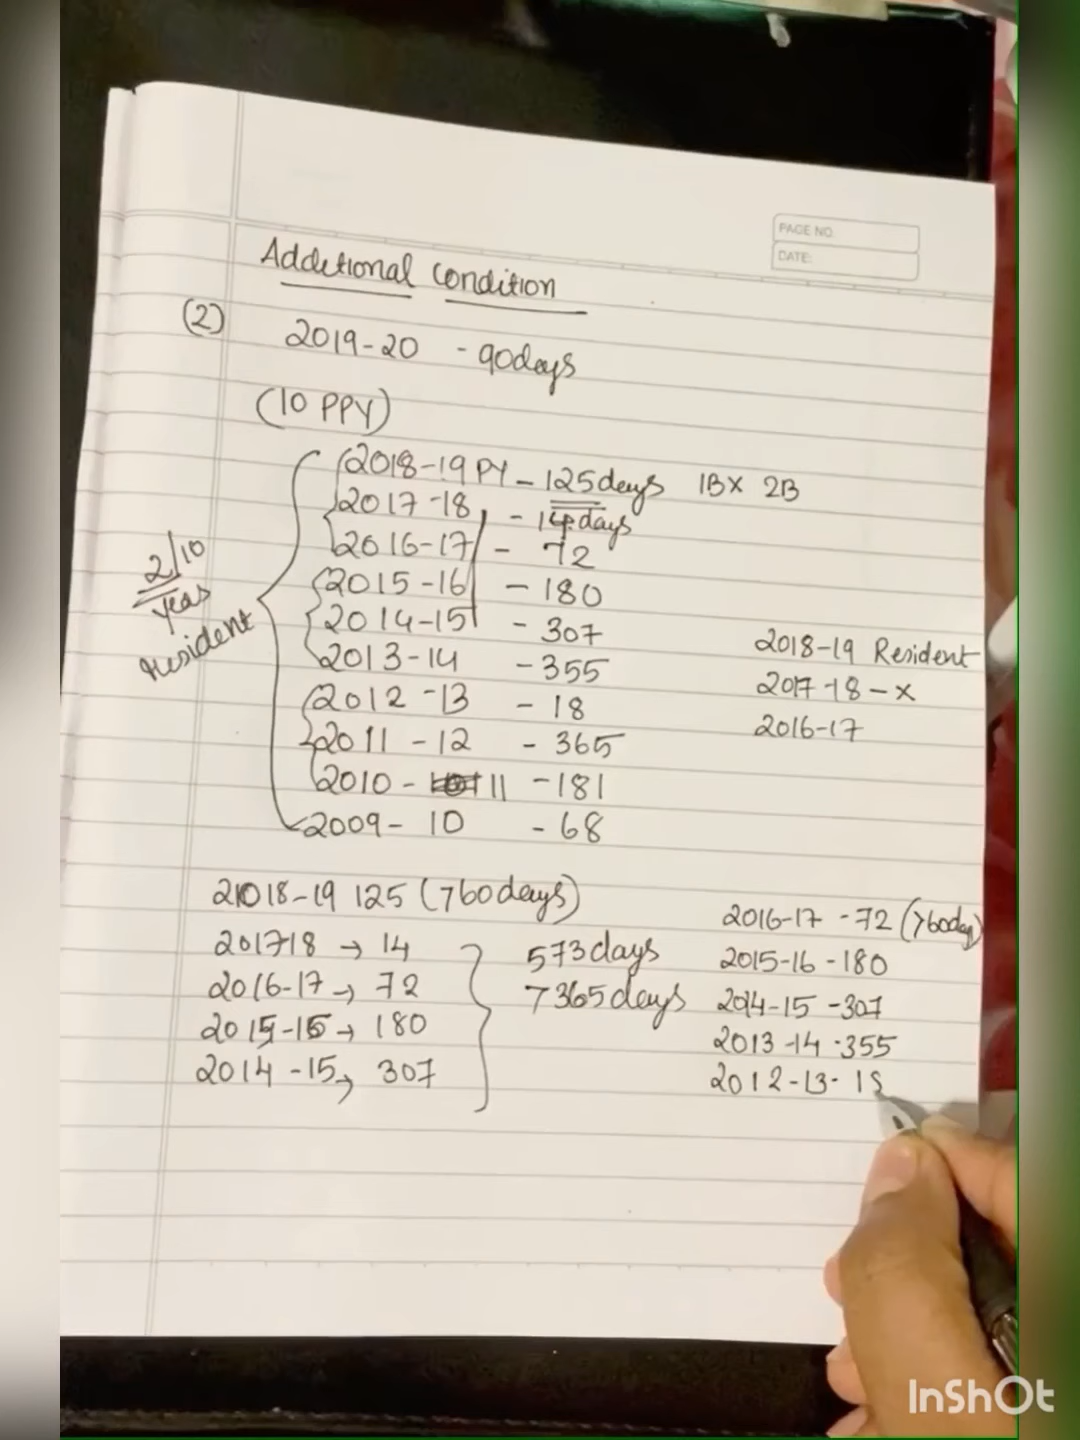 PAGE NO.
DATE:
Additional Condition
(2) 2019-20 - 90days
(10 PPY)
2018-19 PY - 125days 1B× 2B
2017-18 - 14days
2016-17 - 72
2015-16 - 180
2014-15 - 307
2013-14 - 355
2012-13 - 18
2011-12 - 365
2010-11 - 181
2009-10 - 68
2/10
years
Resident
2018-19 Resident
2017-18 - ×
2016-17
2018-19 125 (760days)
201718 → 14
2016-17 → 72
2015-16 → 180
2014-15 → 307
573days
7365days
2016-17 - 72 (>60day)
2015-16 - 180
2014-15 - 307
2013-14 - 355
2012-13 - 18
InShOt